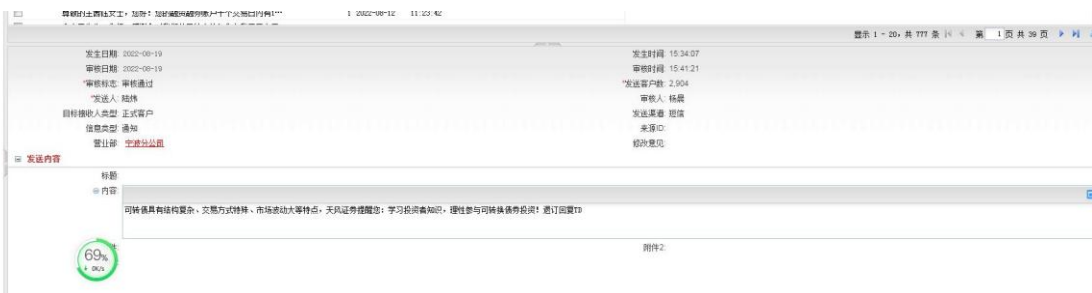 1 2022-08-12 11:23:42
显示 1 - 20，共 777 条 第 1 页 共 39 页
发生日期: 2022-08-19 发生时间: 15:34:07
审核日期: 2022-08-19 审核时间: 15:41:21
*审核标志: 审核通过 *发送客户数: 2,904
*发送人: 陆炜 审核人: 杨晨
目标接收人类型: 正式客户 发送渠道: 短信
信息类型: 通知 来源ID:
营业部: 宁波分公司 修改意见:
发送内容
标题:
内容:
可转债具有结构复杂、交易方式特殊、市场波动大等特点，天风证券提醒您：学习投资者知识，理性参与可转换债券投资！退订回复TD
69% 附件2:
0K/s